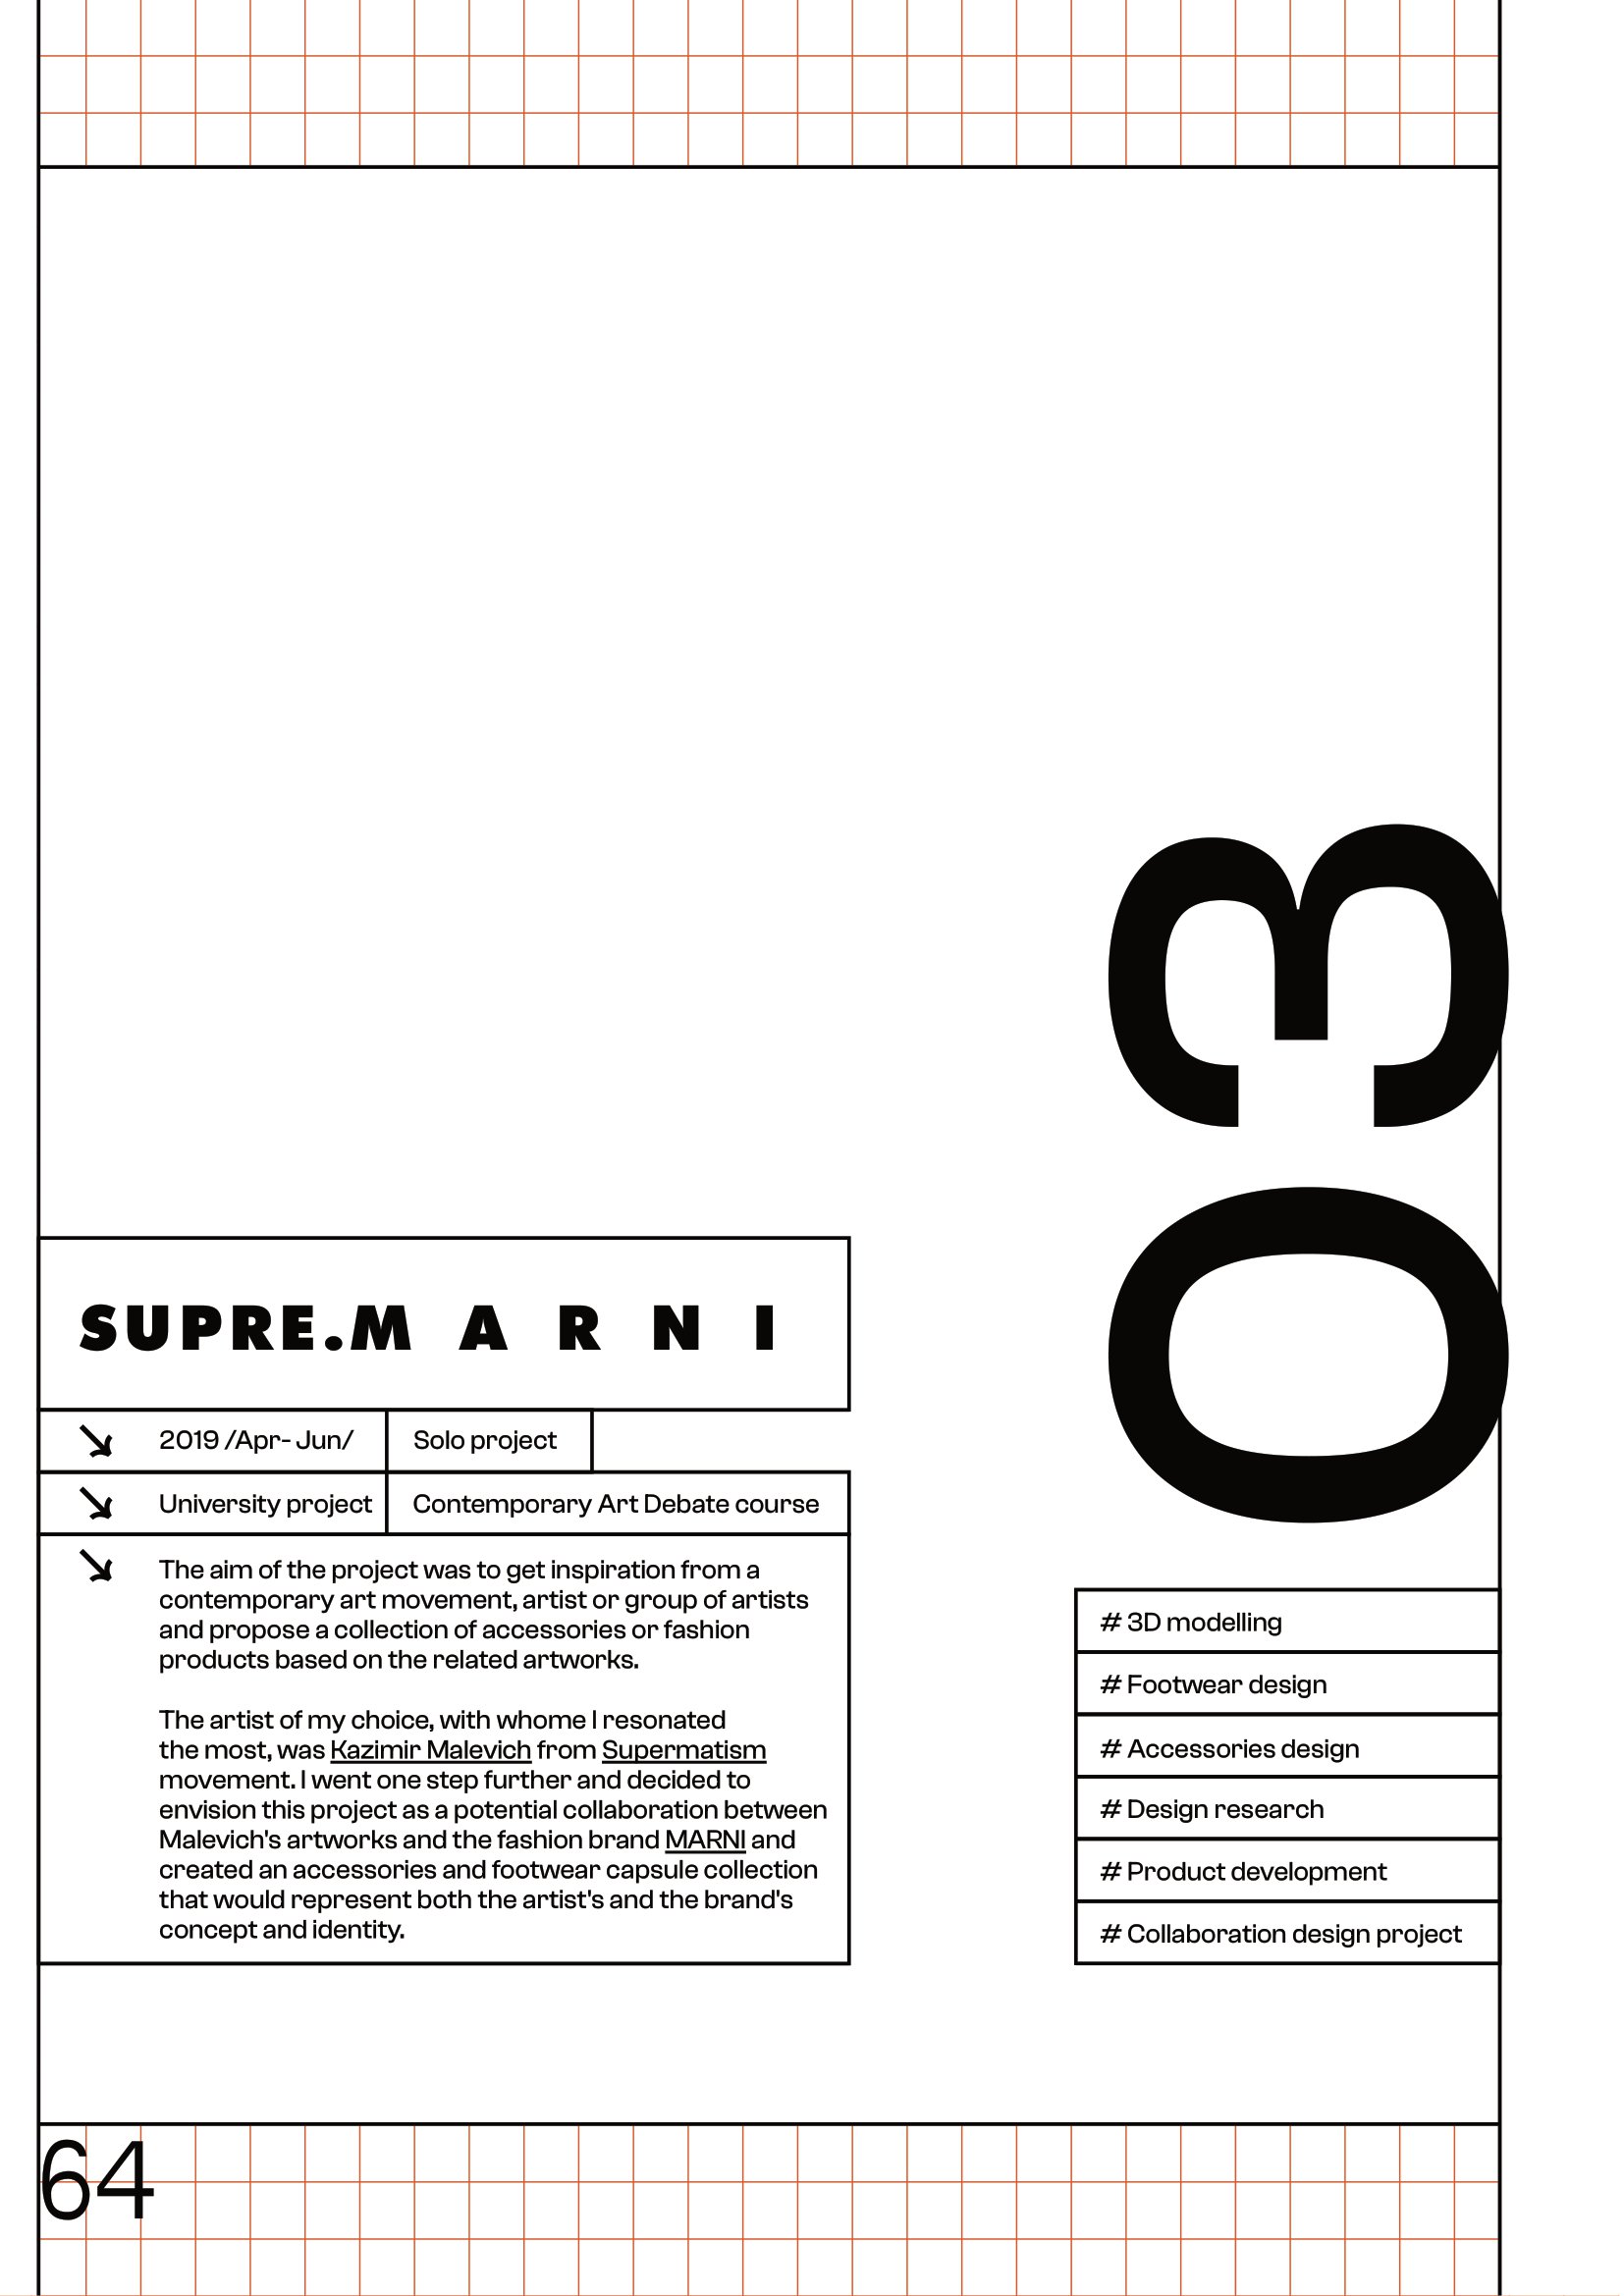 03
SUPRE.M A R N I
2019 /Apr- Jun/ Solo project
University project Contemporary Art Debate course
The aim of the project was to get inspiration from a
contemporary art movement, artist or group of artists
and propose a collection of accessories or fashion
products based on the related artworks.
The artist of my choice, with whome I resonated
the most, was Kazimir Malevich from Supermatism
movement. I went one step further and decided to
envision this project as a potential collaboration between
Malevich's artworks and the fashion brand MARNI and
created an accessories and footwear capsule collection
that would represent both the artist's and the brand's
concept and identity.
# 3D modelling
# Footwear design
# Accessories design
# Design research
# Product development
# Collaboration design project
64